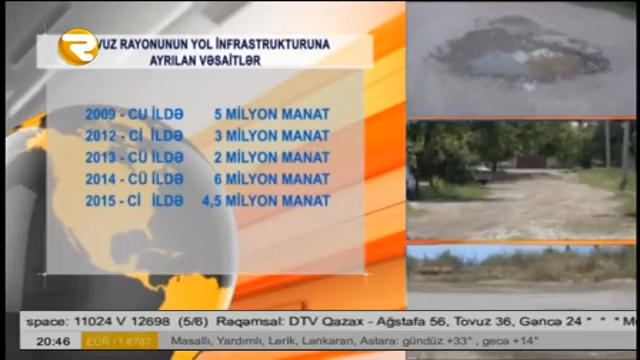 VUZ RAYONUNUN YOL İNFRASTRUKTURUNA
AYRILAN VƏSAİTLƏR
2009 - CU İLDƏ 5 MİLYON MANAT
2012 - Cİ İLDƏ 3 MİLYON MANAT
2013 - CÜ İLDƏ 2 MİLYON MANAT
2014 - CÜ İLDƏ 6 MİLYON MANAT
2015 - Cİ İLDƏ 4,5 MİLYON MANAT
space: 11024 V 12698 (5/6) Rəqəmsal: DTV Qazax - Ağstafa 56, Tovuz 36, Gəncə 24 * * * M
20:46 EUR / 1.6787 Masallı, Yardımlı, Lerik, Lənkəran, Astara: gündüz +33° , gecə +14°